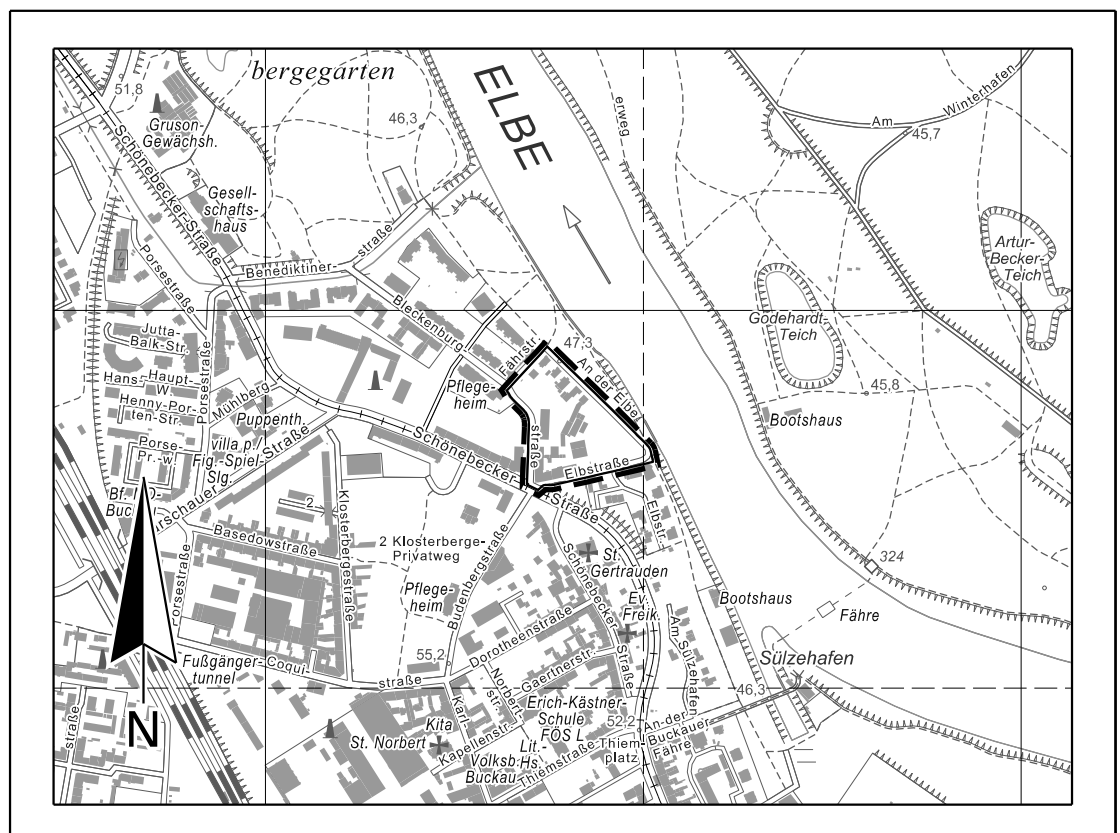 bergegarten
ELBE
51,8
Gruson-
Gewächsh.
46,3
erweg
Am Winterhafen
45,7
Schönebecker-Straße
Gesell-
schafts-
haus
Artur-
Becker-
Teich
Porsestraße
Benediktiner-
straße
Bleckenburg
Godehardt-
Teich
Jutta-
Balk-Str.
Fährstr.
47,3
An der Elbe
Hans-
Haupt-
W.
Porsestraße
Mühlberg
Pflege-
heim
45,8
Henny-Por-
ten-Str.
Puppenth.
villa p.
Fig.-Spiel-
Slg.
Straße
Schönebecker
Straße
straße
Bootshaus
Porse-
Pr.-w.
Elbstraße
Bf.
Elbstr.
2
Klosterbergestraße
Basedowstraße
2 Klosterberge-
Privatweg
Budenbergstraße
Schönebecker-
Straße
St.
Gertrauden
324
Porsestraße
Pflege-
heim
Ev.
Freik.
Bootshaus
Fähre
Dorotheenstraße
Am-Sülzehafen
Sülzehafen
Fußgänger-
tunnel
Coqui-
straße
55,2
Gaertnerstr.
46,3
Norbert-
str.
Karl-
Erich-Kästner-
Schule
FÖS L
52,2
An-der
Buckauer
Fähre
straße
N
Kita
St. Norbert
Kapellenstr.
Volksb.
Buckau
Lit.-
Hs.
Thiemstraße
Thiem-
platz